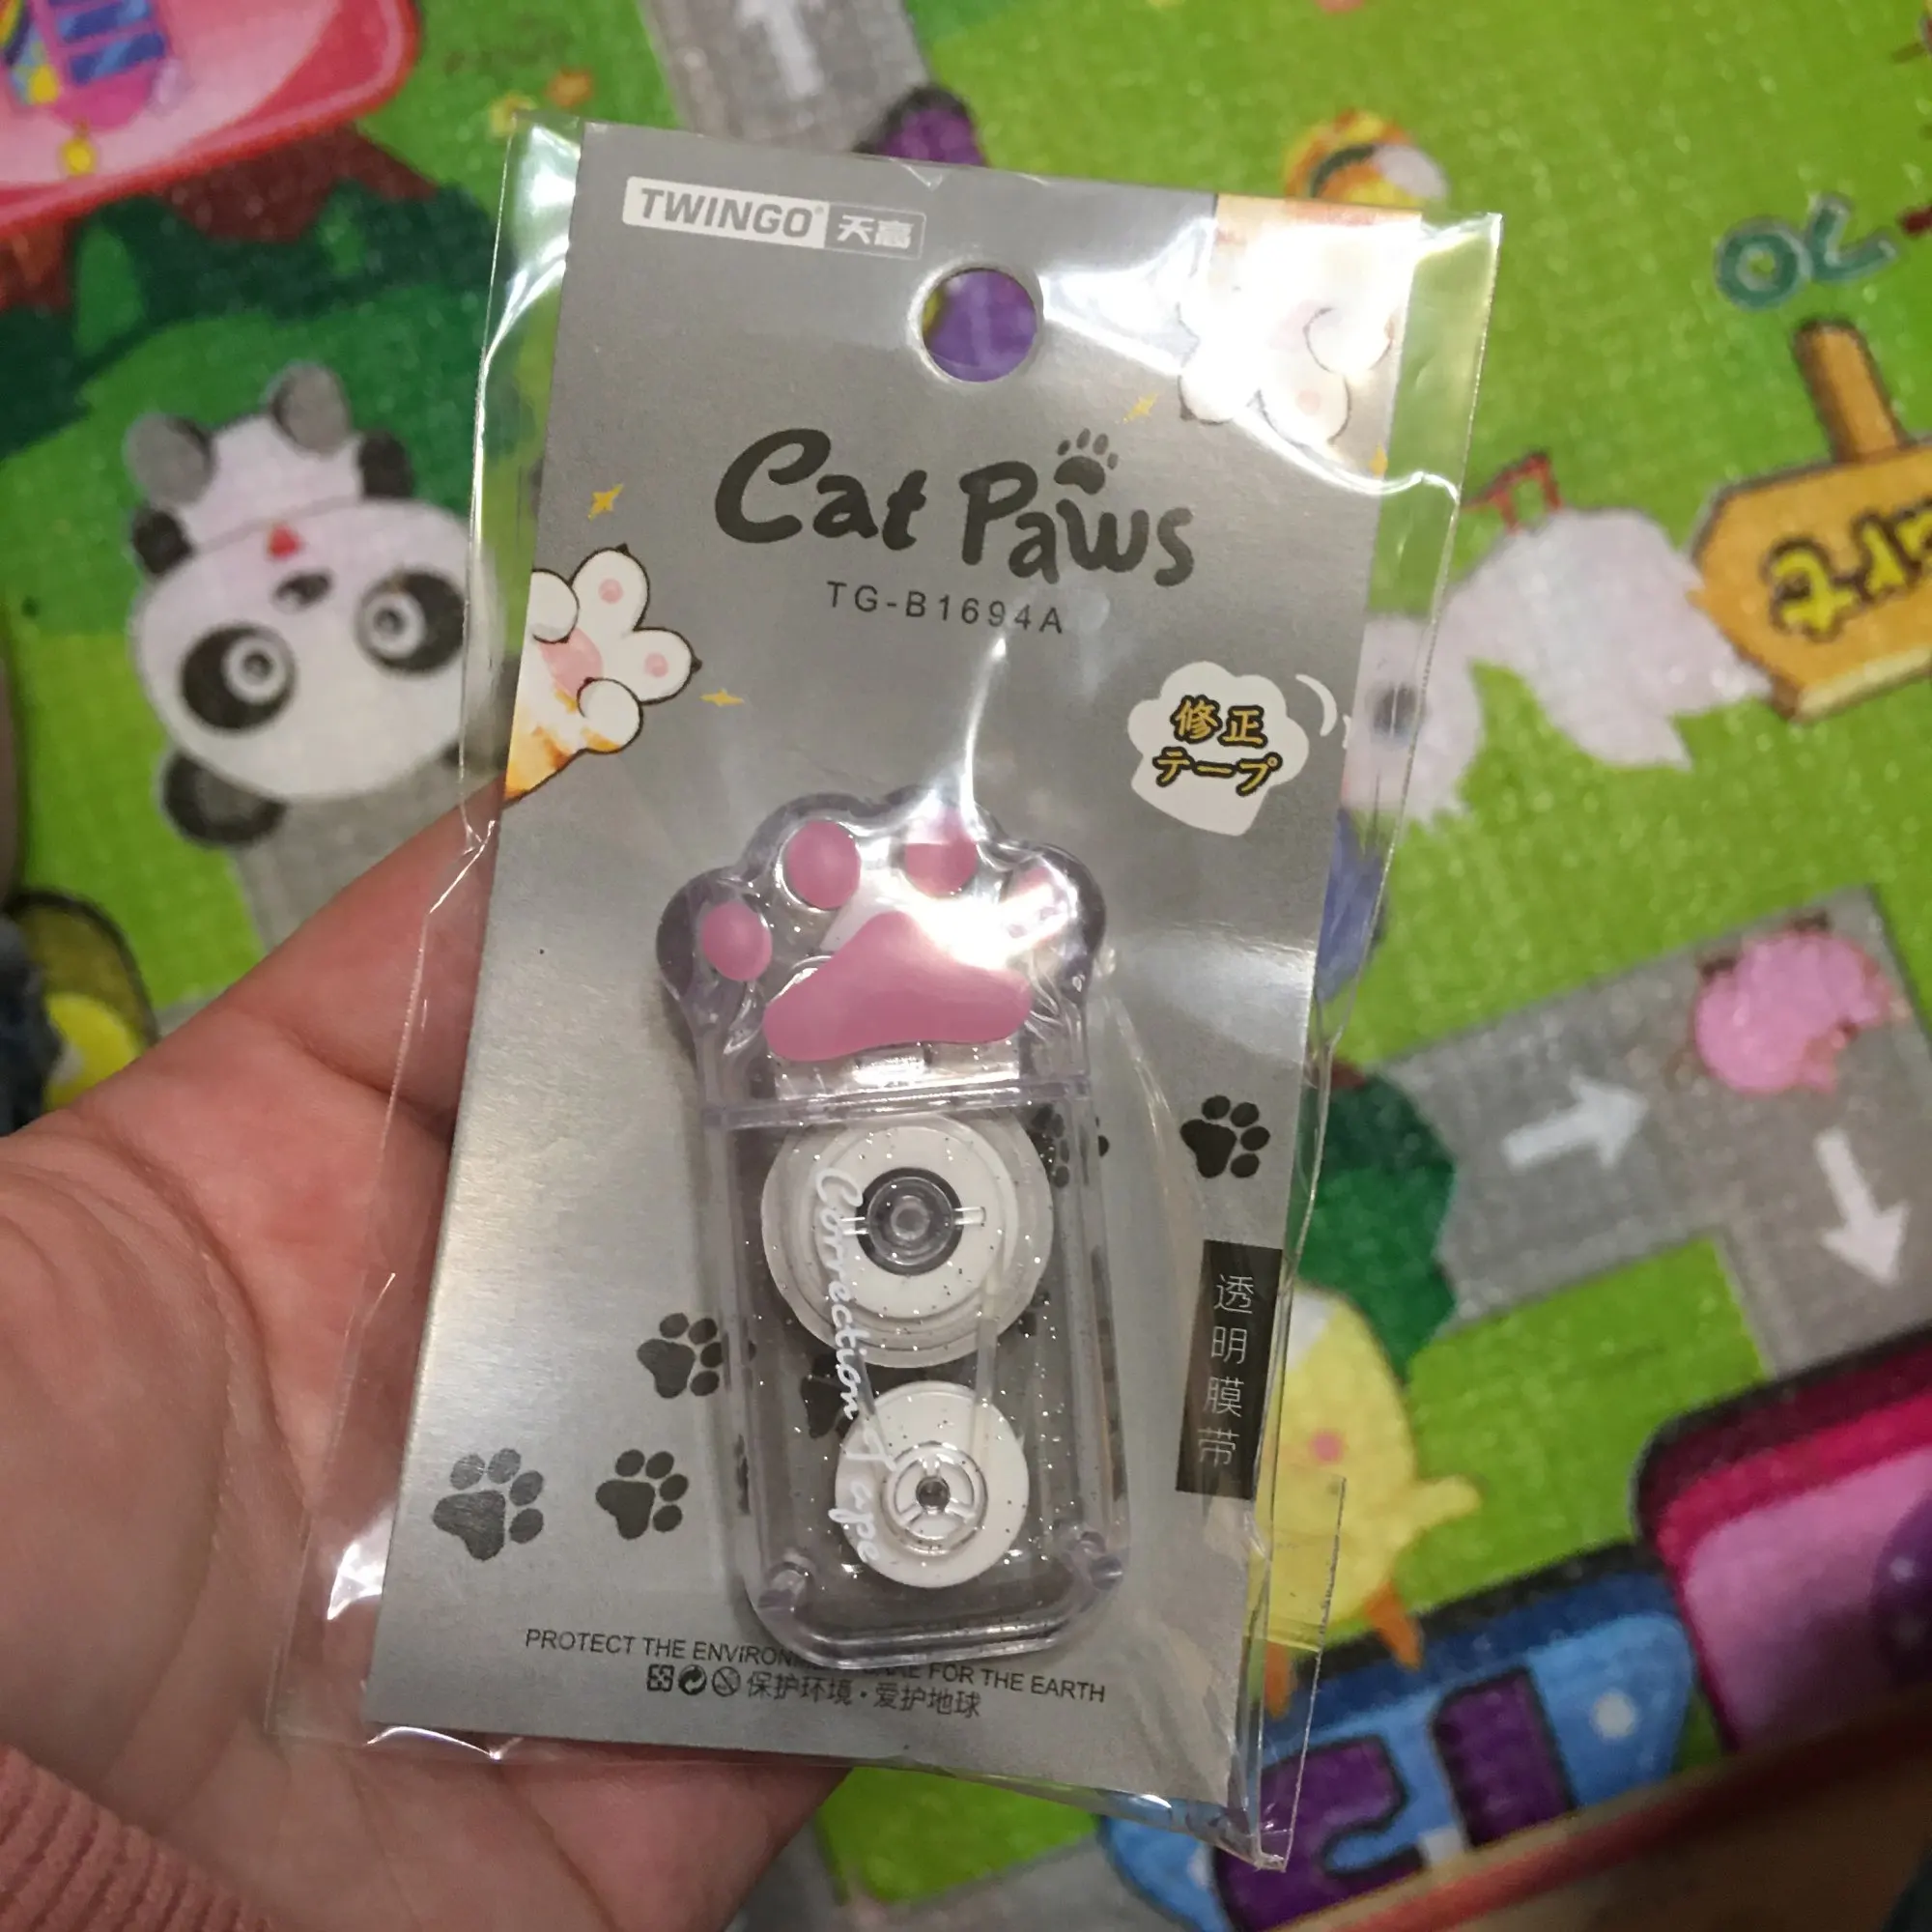 TWINGO® 天高
Cat Paws
TG-B1694A
修正
テープ
Correction Tape
透明膜带
PROTECT THE ENVIRONMENT CARE FOR THE EARTH
保护环境·爱护地球